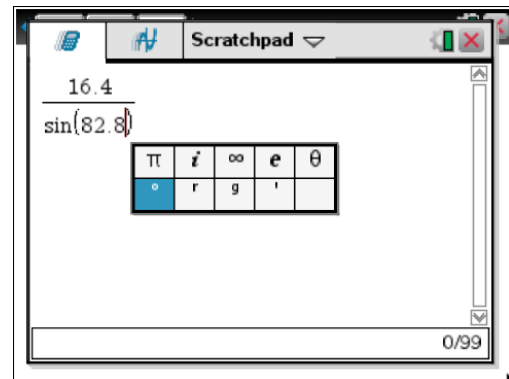 Scratchpad
16.4
sin(82.8)
π i ∞ e θ
° r g '
0/99